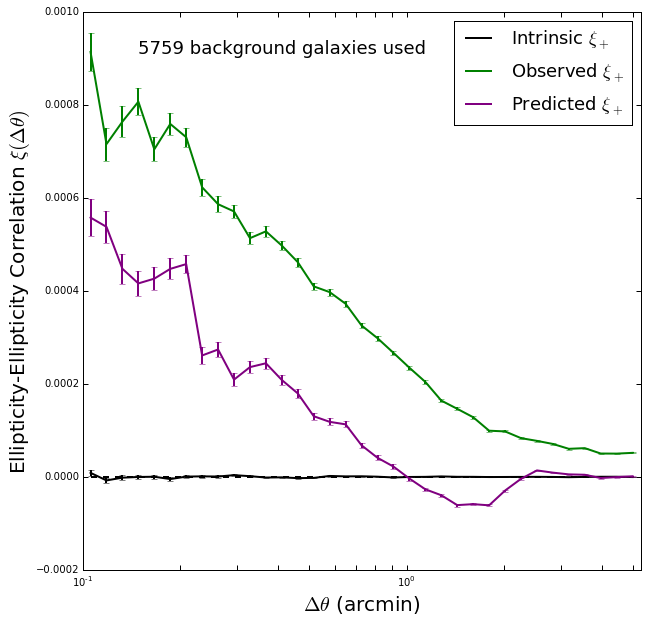 5759 background galaxies used
Intrinsic ξ₊
Observed ξ₊
Predicted ξ₊
Ellipticity-Ellipticity Correlation ξ(Δθ)
0.0010
0.0008
0.0006
0.0004
0.0002
0.0000
−0.0002
10⁻¹
10⁰
Δθ (arcmin)